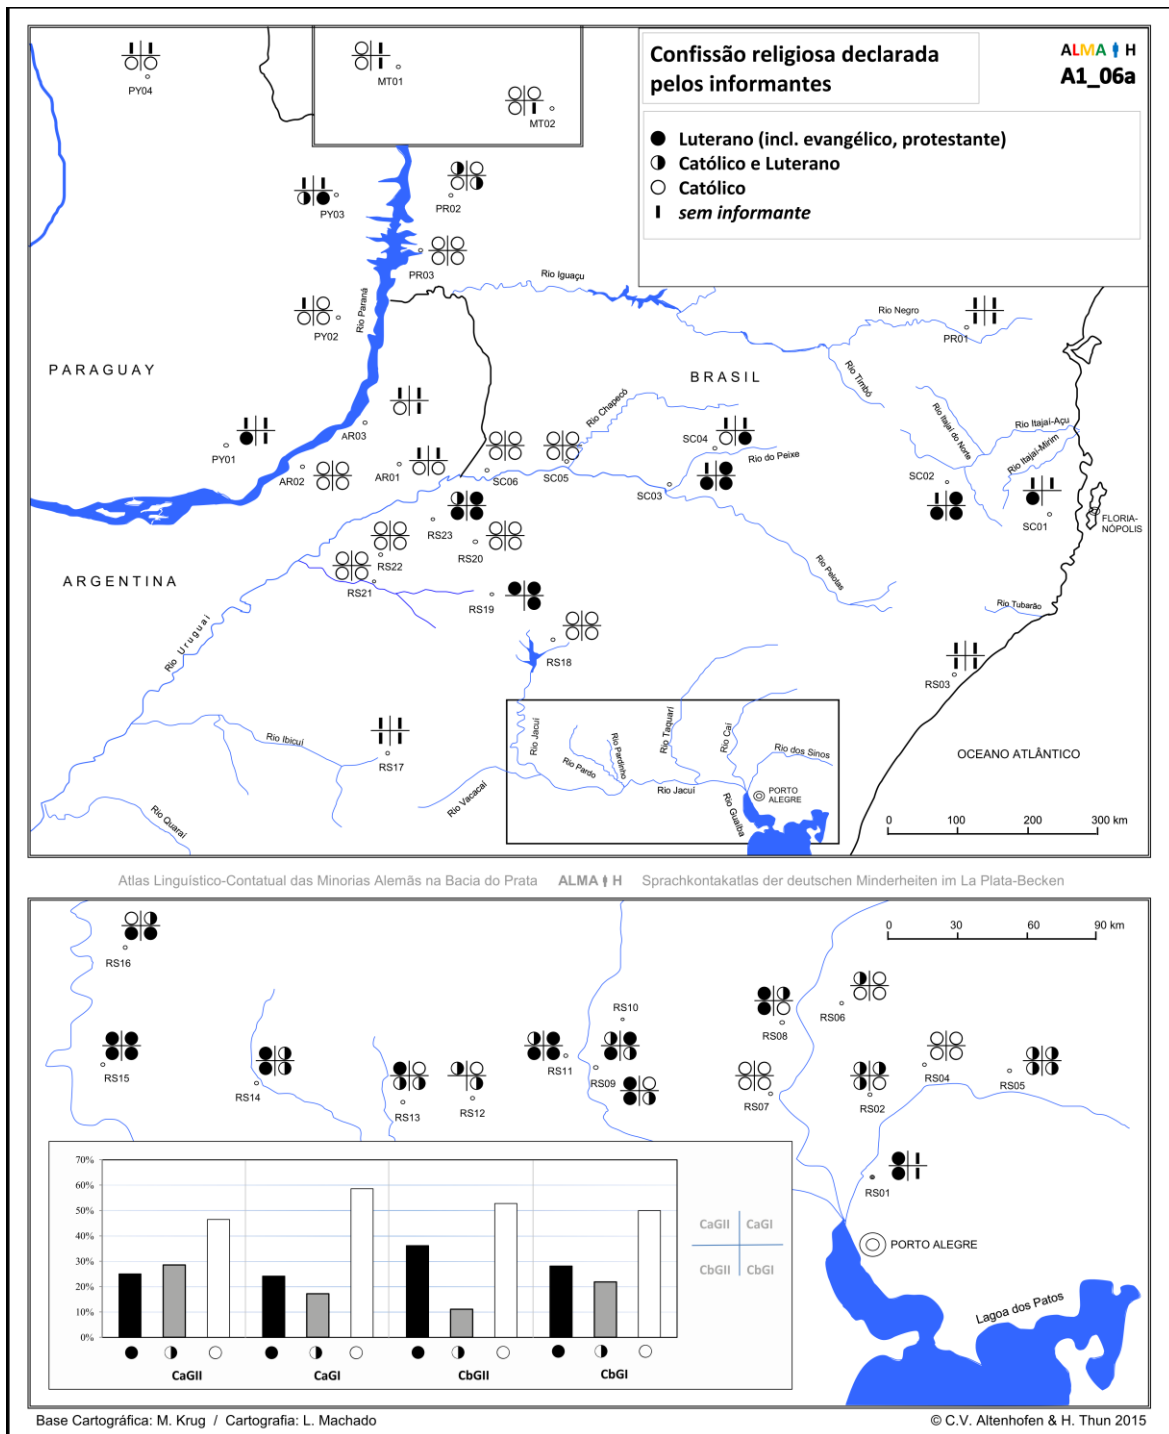 Confissão religiosa declarada
pelos informantes
ALMA H
A1_06a
Luterano (incl. evangélico, protestante)
Católico e Luterano
Católico
sem informante
PY04
MT01
MT02
PY03
PR02
PR03
Rio Iguaçu
Rio Paraná
PY02
Rio Negro
PR01
PARAGUAY
BRASIL
Rio Timbó
Rio Chapecó
Rio Itajaí do Norte
Rio Itajaí-Açu
Rio Itajaí-Mirim
AR03
PY01
SC04
Rio do Peixe
AR02
AR01
SC06
SC05
SC03
SC02
SC01
FLORIA-
NÓPOLIS
RS23
RS20
RS22
ARGENTINA
RS21
RS19
Rio Pelotas
Rio Tubarão
Rio Uruguai
RS18
RS03
Rio Ibicuí
RS17
Rio Jacuí
Rio Pardo
Rio Pardinho
Rio Taquari
Rio Caí
Rio dos Sinos
OCEANO ATLÂNTICO
Rio Vacacaí
Rio Jacuí
PORTO
ALEGRE
Rio Guaíba
Rio Quaraí
0 100 200 300 km
Atlas Linguístico-Contatual das Minorias Alemãs na Bacia do Prata ALMA H Sprachkontakatlas der deutschen Minderheiten im La Plata-Becken
0 30 60 90 km
RS16
RS10
RS08
RS06
RS15
RS14
RS13
RS12
RS11
RS09
RS07
RS02
RS04
RS05
RS01
PORTO ALEGRE
Lagoa dos Patos
70%
60%
50%
40%
30%
20%
10%
0%
CaGII
CaGI
CbGII
CbGI
CaGII CaGI
CbGII CbGI
Base Cartográfica: M. Krug / Cartografia: L. Machado
© C.V. Altenhofen & H. Thun 2015